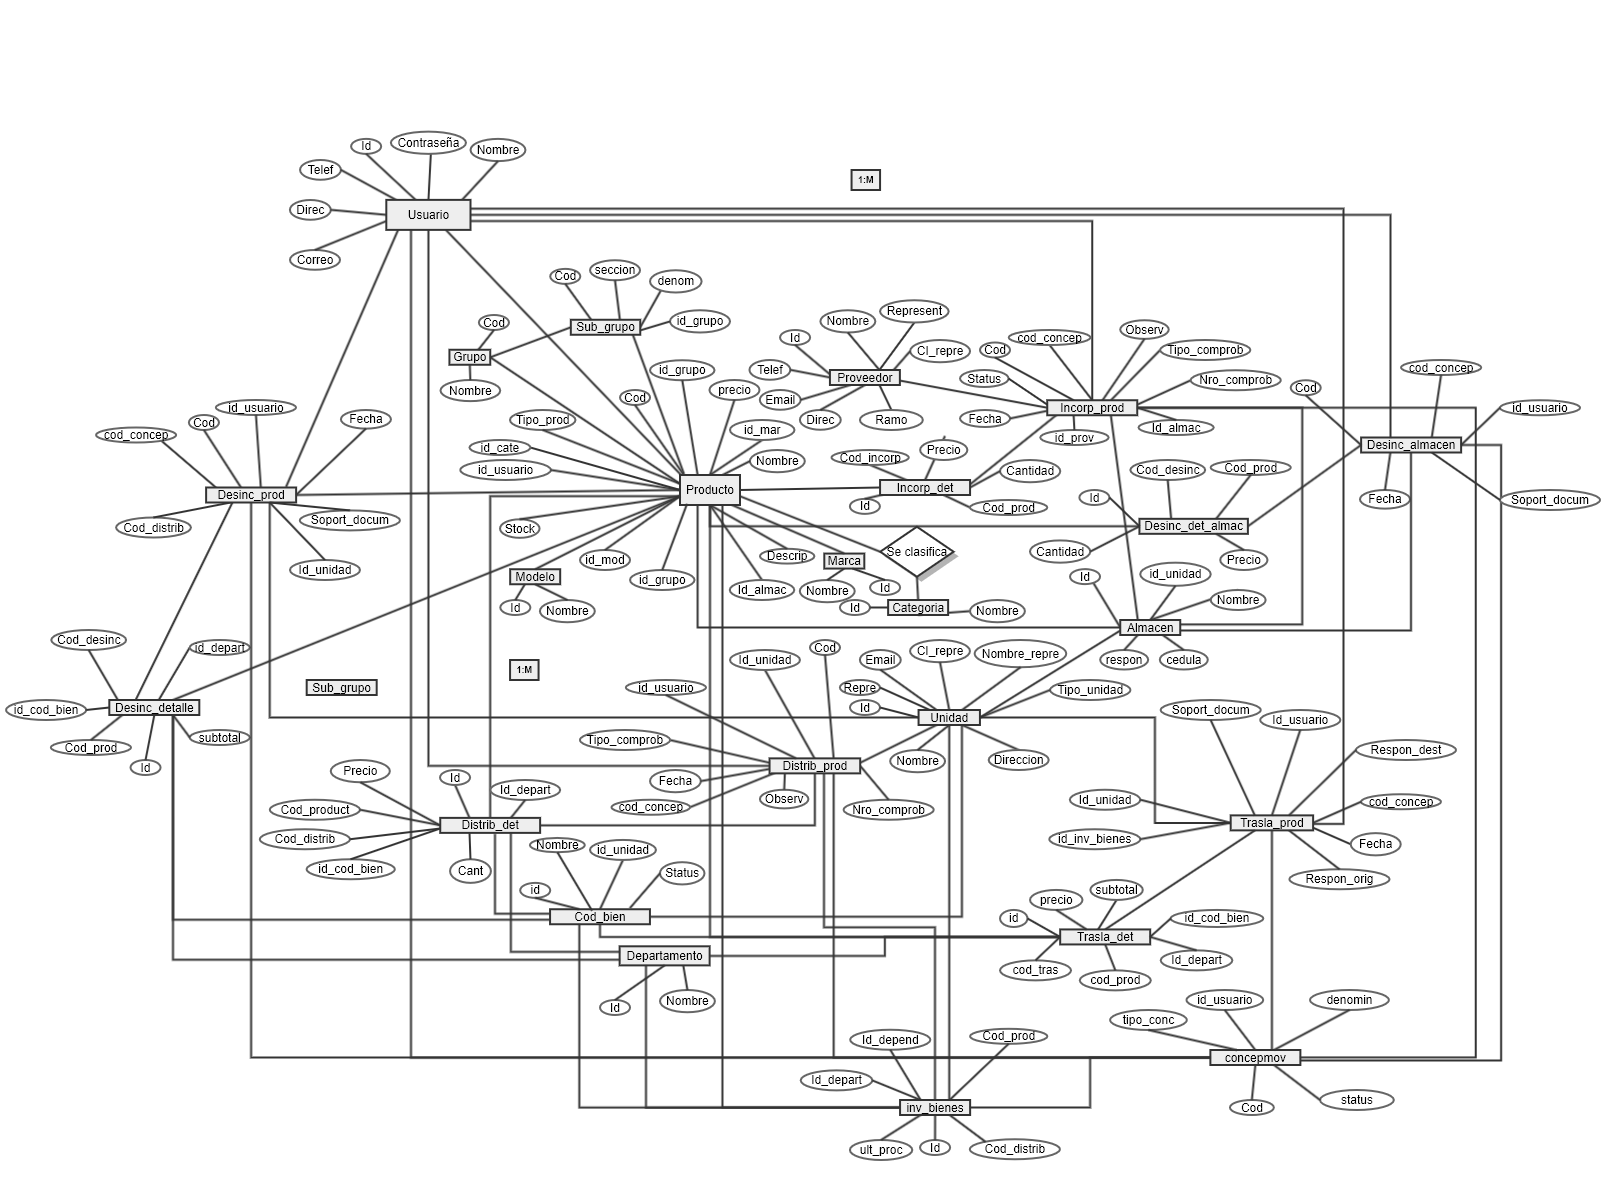 Id
Contraseña
Nombre
Telef
1:M
Direc
Usuario
Correo
Cod
seccion
denom
Sub_grupo
id_grupo
Cod
Grupo
Nombre
Nombre
Represent
Id
CI_repre
Telef
Proveedor
Email
Direc
Ramo
cod_concep
Observ
Cod
Tipo_comprob
Status
Nro_comprob
Incorp_prod
Fecha
Id_almac
id_prov
cod_concep
Cod
id_usuario
Desinc_almacen
Fecha
Soport_docum
id_grupo
precio
Cod
Tipo_prod
id_mar
id_cate
Nombre
id_usuario
Producto
Stock
id_mod
id_grupo
Descrip
Id_almac
id_usuario
Cod
Fecha
cod_concep
Desinc_prod
Cod_distrib
Soport_docum
Id_unidad
Cod_incorp
Precio
Cantidad
Incorp_det
Id
Cod_prod
Cod_desinc
Cod_prod
Id
Desinc_det_almac
Cantidad
Precio
Se clasifica
Marca
Nombre
Id
Modelo
Id
Nombre
Id
Categoria
Nombre
Id
id_unidad
Nombre
Almacen
respon
cedula
Cod_desinc
id_depart
id_cod_bien
Desinc_detalle
Cod_prod
subtotal
Id
1:M
Sub_grupo
Id_unidad
Cod
id_usuario
Tipo_comprob
Distrib_prod
Fecha
cod_concep
Observ
Nro_comprob
Email
CI_repre
Nombre_repre
Repre
Tipo_unidad
Id
Unidad
Nombre
Direccion
Soport_docum
Id_usuario
Respon_dest
Id_unidad
cod_concep
Trasla_prod
id_inv_bienes
Fecha
Respon_orig
Precio
Id
Id_depart
Cod_product
Distrib_det
Cod_distrib
id_cod_bien
Cant
Nombre
id_unidad
Status
id
Cod_bien
Departamento
Id
Nombre
precio
subtotal
id
id_cod_bien
Trasla_det
Id_depart
cod_tras
cod_prod
id_usuario
denomin
tipo_conc
concepmov
Cod
status
Id_depend
Cod_prod
Id_depart
inv_bienes
ult_proc
Id
Cod_distrib